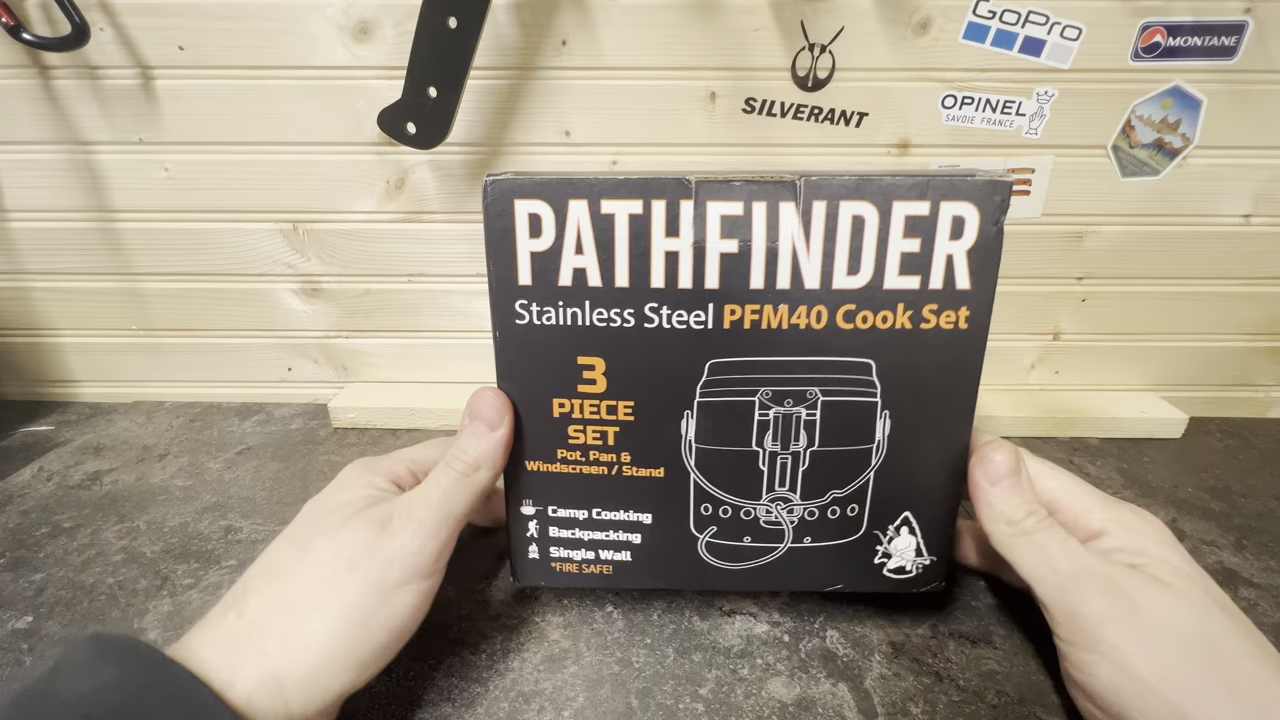 GoPro
MONTANE
SILVERANT
OPINEL
SAVOIE FRANCE
PATHFINDER
Stainless Steel PFM40 Cook Set
3
PIECE
SET
Pot, Pan &
Windscreen / Stand
Camp Cooking
Backpacking
Single Wall
*FIRE SAFE!